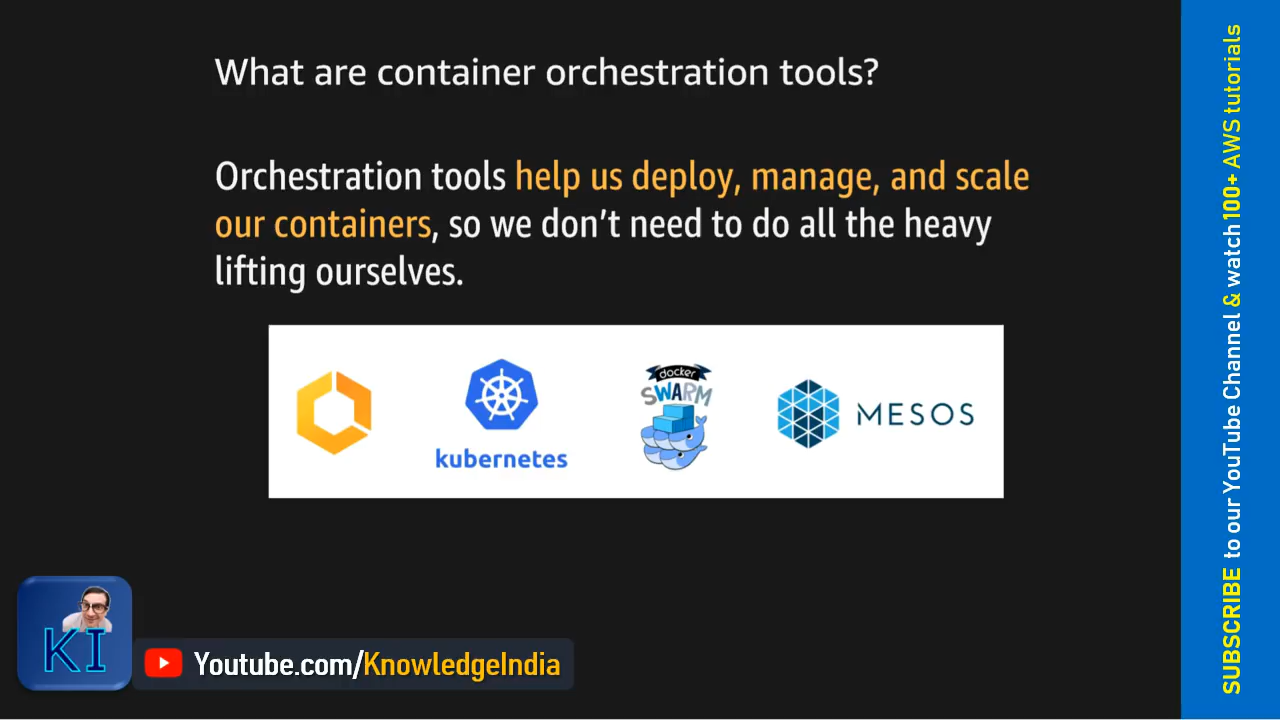 What are container orchestration tools?
Orchestration tools help us deploy, manage, and scale
our containers, so we don’t need to do all the heavy
lifting ourselves.
kubernetes
docker
SWARM
MESOS
KI
Youtube.com/KnowledgeIndia
SUBSCRIBE to our YouTube Channel & watch 100+ AWS tutorials